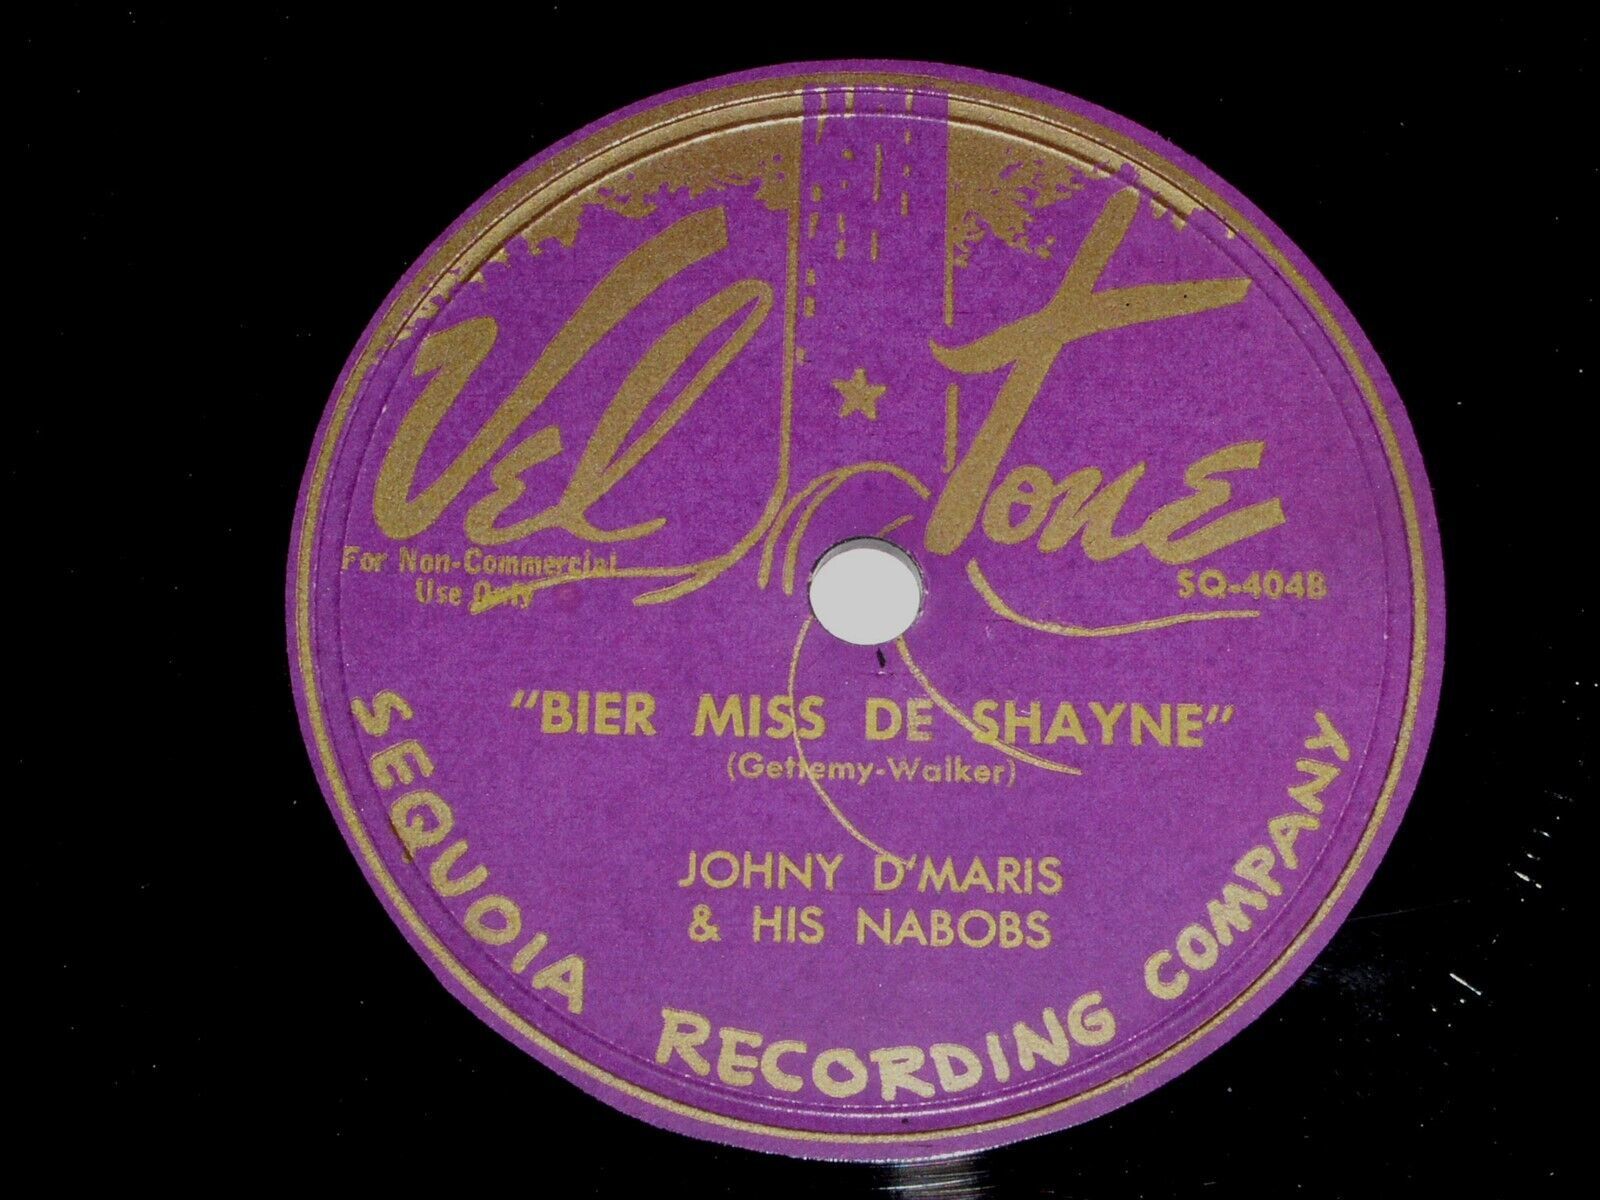 Vel Tone
For Non-Commercial
Use Only
SQ-404B
"BIER MISS DE SHAYNE"
(Gettemy-Walker)
JOHNY D'MARIS
& HIS NABOBS
SEQUOIA RECORDING COMPANY